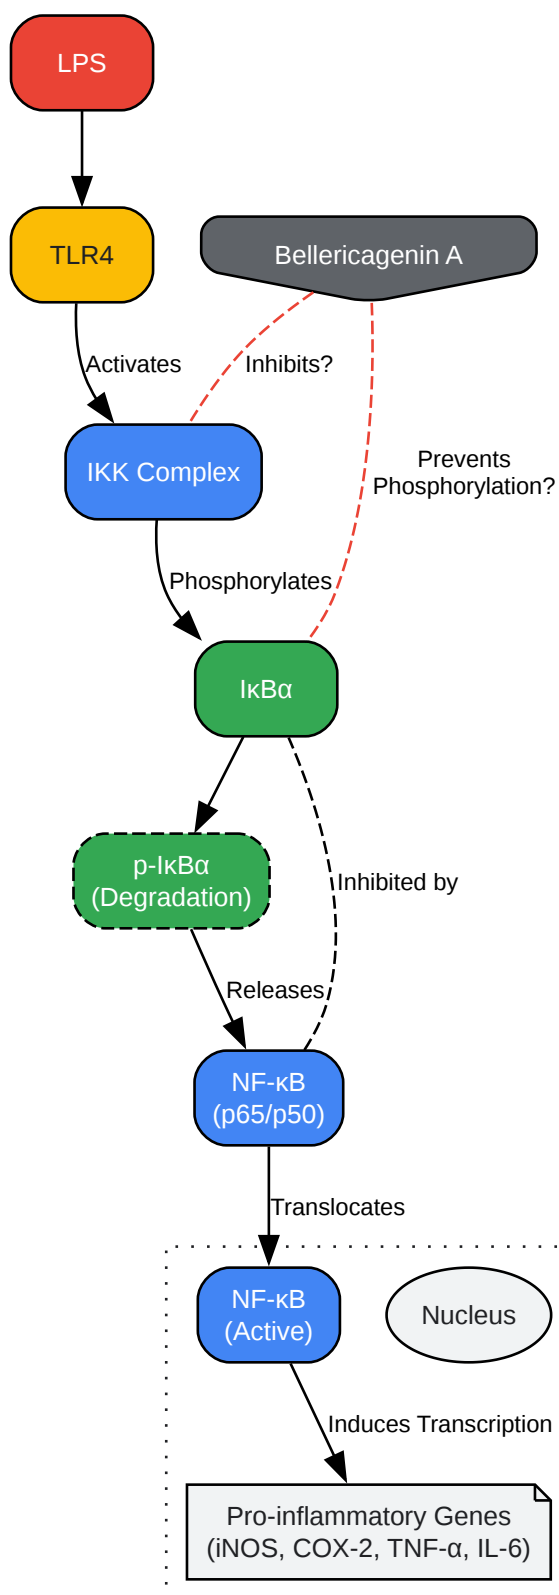 LPS
TLR4
Bellericagenin A
Activates
Inhibits?
IKK Complex
Prevents
Phosphorylation?
Phosphorylates
IκBα
p-IκBα
(Degradation)
Inhibited by
Releases
NF-κB
(p65/p50)
Translocates
NF-κB
(Active)
Nucleus
Induces Transcription
Pro-inflammatory Genes
(iNOS, COX-2, TNF-α, IL-6)